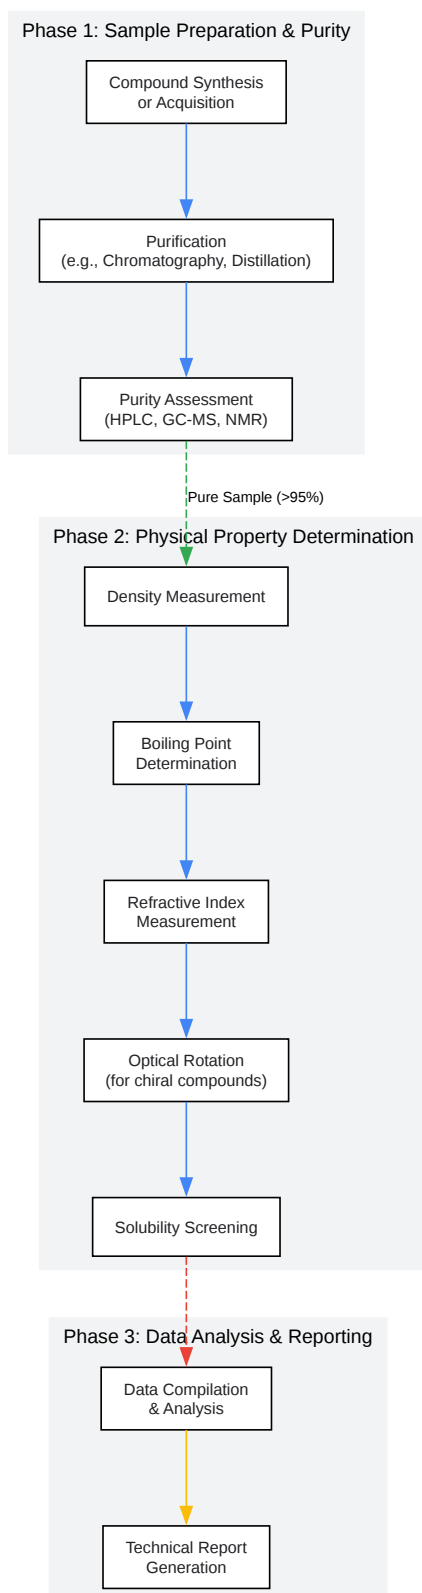 Phase 1: Sample Preparation & Purity
Compound Synthesis
or Acquisition
Purification
(e.g., Chromatography, Distillation)
Purity Assessment
(HPLC, GC-MS, NMR)
Pure Sample (>95%)
Phase 2: Physical Property Determination
Density Measurement
Boiling Point
Determination
Refractive Index
Measurement
Optical Rotation
(for chiral compounds)
Solubility Screening
Phase 3: Data Analysis & Reporting
Data Compilation
& Analysis
Technical Report
Generation